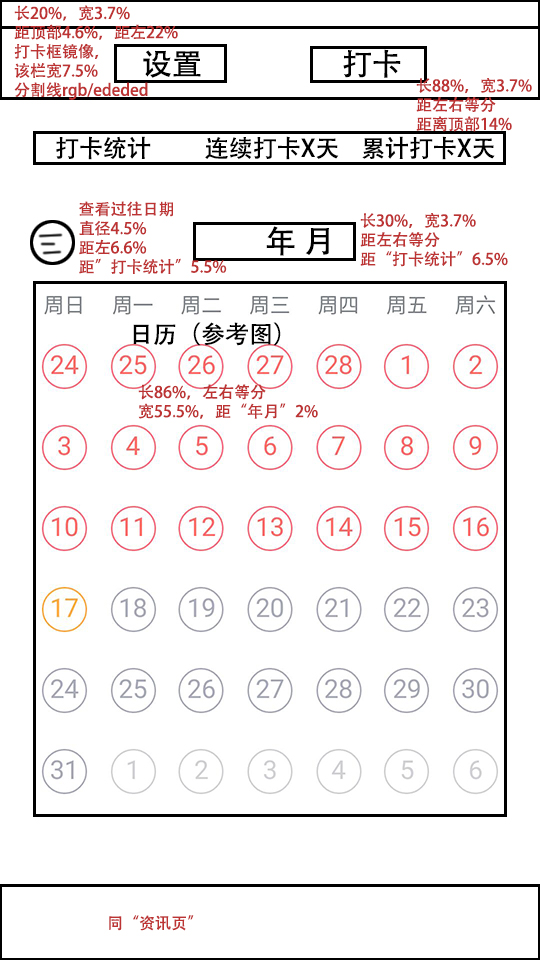 长20%，宽3.7%
距顶部4.6%，距左22%
打卡框镜像，
该栏宽7.5%
分割线rgb/ededed
设置
打卡
长88%，宽3.7%
距左右等分
距离顶部14%
打卡统计 连续打卡X天 累计打卡X天
查看过往日期
直径4.5%
距左6.6%
距”打卡统计”5.5%
年 月
长30%，宽3.7%
距左右等分
距“打卡统计”6.5%
周日 周一 周二 周三 周四 周五 周六
日历（参考图）
24 25 26 27 28 1 2
长86%，左右等分
宽55.5%，距“年月”2%
3 4 5 6 7 8 9
10 11 12 13 14 15 16
17 18 19 20 21 22 23
24 25 26 27 28 29 30
31 1 2 3 4 5 6
同“资讯页”